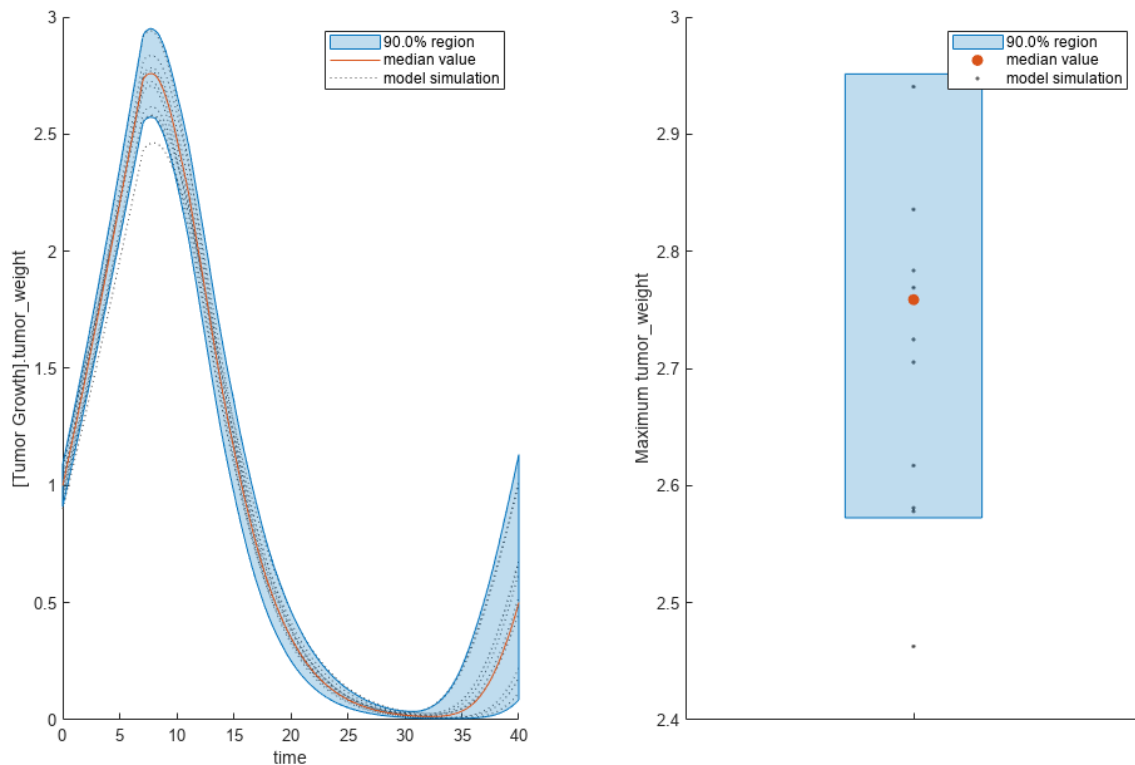 3
2.5
2
1.5
1
0.5
0
[Tumor Growth].tumor_weight
90.0% region
median value
model simulation
0
5
10
15
20
25
30
35
40
time
3
2.9
2.8
2.7
2.6
2.5
2.4
Maximum tumor_weight
90.0% region
median value
model simulation